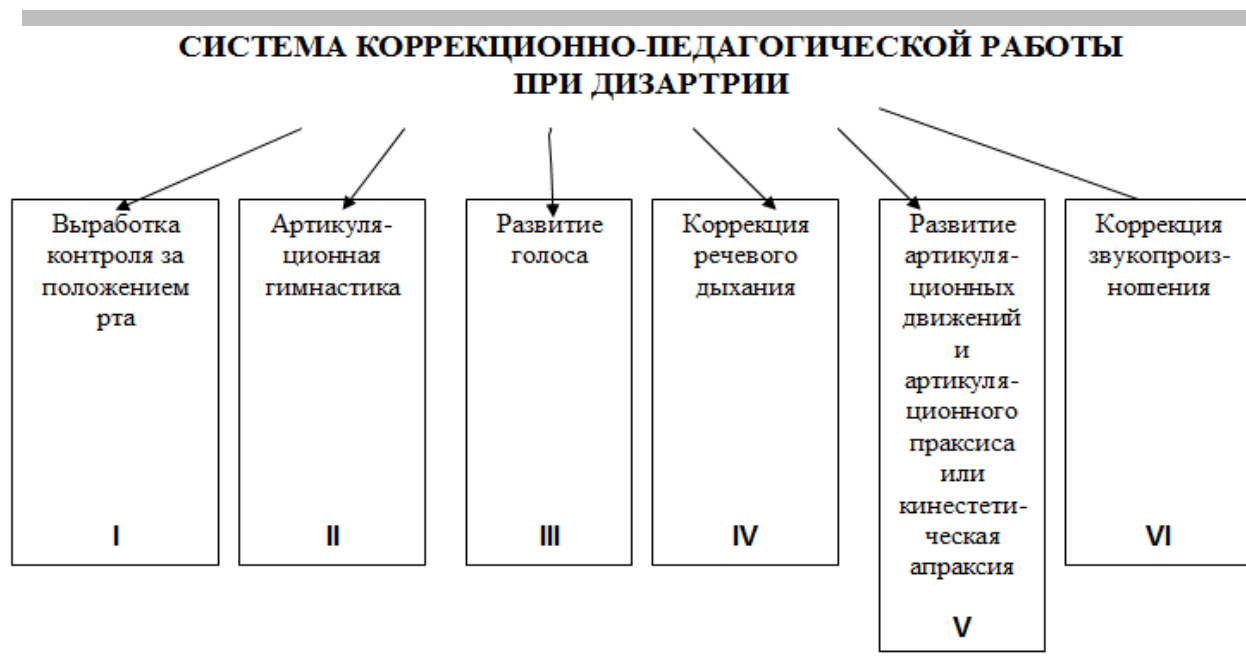 СИСТЕМА КОРРЕКЦИОННО-ПЕДАГОГИЧЕСКОЙ РАБОТЫ
ПРИ ДИЗАРТРИИ
Выработка
контроля за
положением
рта
I
Артикуля-
ционная
гимнастика
II
Развитие
голоса
III
Коррекция
речевого
дыхания
IV
Развитие
артикуля-
ционных
движений
и
артикуля-
ционного
праксиса
или
кинестети-
ческая
апраксия
V
Коррекция
звукопроиз-
ношения
VI